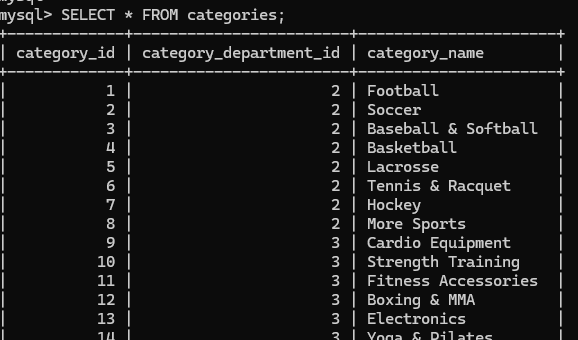 mysql> SELECT * FROM categories;
+-------------+------------------------+---------------------+
| category_id | category_department_id | category_name       |
+-------------+------------------------+---------------------+
|           1 |                      2 | Football            |
|           2 |                      2 | Soccer              |
|           3 |                      2 | Baseball & Softball |
|           4 |                      2 | Basketball          |
|           5 |                      2 | Lacrosse            |
|           6 |                      2 | Tennis & Racquet    |
|           7 |                      2 | Hockey              |
|           8 |                      2 | More Sports         |
|           9 |                      3 | Cardio Equipment    |
|          10 |                      3 | Strength Training   |
|          11 |                      3 | Fitness Accessories |
|          12 |                      3 | Boxing & MMA        |
|          13 |                      3 | Electronics         |
|          14 |                      3 | Yoga & Pilates      |